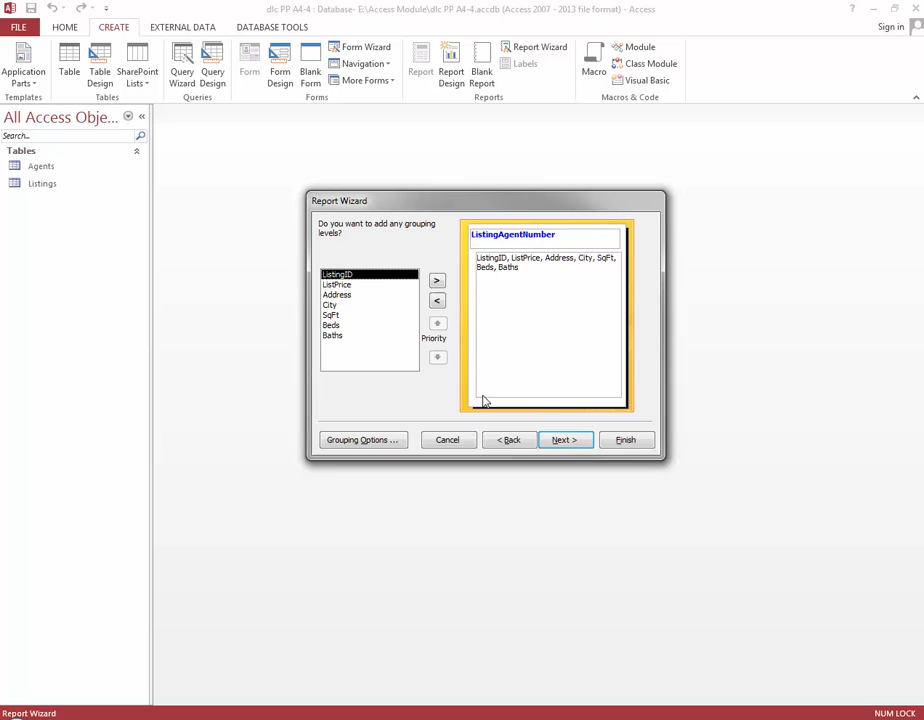 dlc PP A4-4 : Database- E:\Access Module\dlc PP A4-4.accdb (Access 2007 - 2013 file format) - Access
FILE HOME CREATE EXTERNAL DATA DATABASE TOOLS Sign in
Application Parts
Table
Table Design
SharePoint Lists
Query Wizard
Query Design
Form
Form Design
Blank Form
Form Wizard
Navigation
More Forms
Report
Report Design
Blank Report
Report Wizard
Labels
Macro
Module
Class Module
Visual Basic
Templates Tables Queries Forms Reports Macros & Code
All Access Obje...
Search...
Tables
Agents
Listings
Report Wizard
Do you want to add any grouping
levels?
ListingID
ListPrice
Address
City
SqFt
Beds
Baths
>
<
Priority
ListingAgentNumber
ListingID, ListPrice, Address, City, SqFt,
Beds, Baths
Grouping Options ... Cancel < Back Next > Finish
Report Wizard NUM LOCK